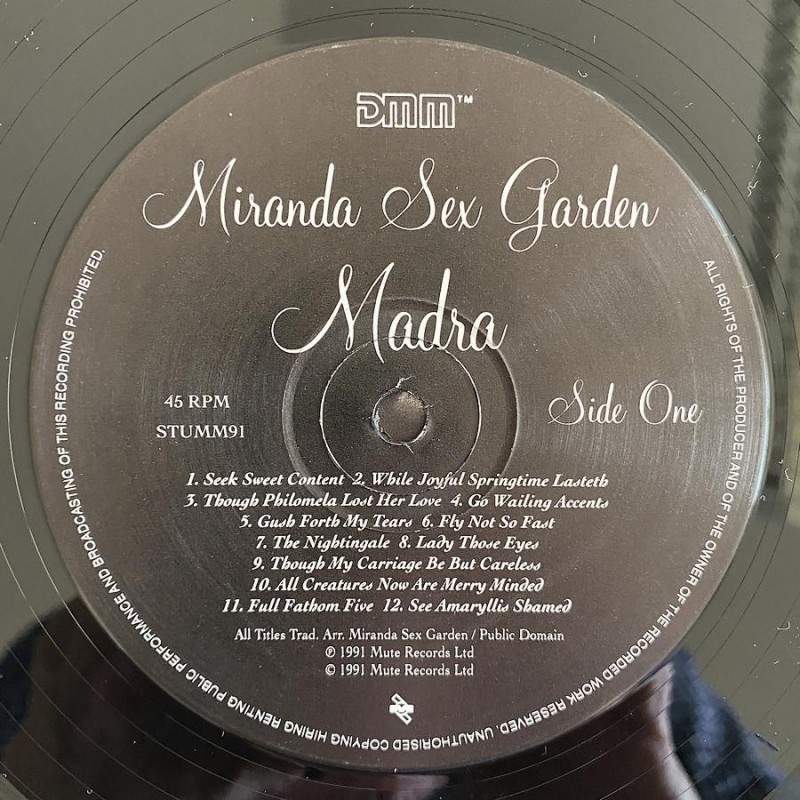 DMM™
Miranda Sex Garden
Madra
45 RPM
STUMM91
Side One
1. Seek Sweet Content 2. While Joyful Springtime Lasteth
3. Though Philomela Lost Her Love 4. Go Wailing Accents
5. Gush Forth My Tears 6. Fly Not So Fast
7. The Nightingale 8. Lady Those Eyes
9. Though My Carriage Be But Careless
10. All Creatures Now Are Merry Minded
11. Full Fathom Five 12. See Amaryllis Shamed
All Titles Trad. Arr. Miranda Sex Garden / Public Domain
℗ 1991 Mute Records Ltd
© 1991 Mute Records Ltd
ALL RIGHTS OF THE PRODUCER AND OF THE OWNER OF THE RECORDED WORK RESERVED. UNAUTHORISED COPYING HIRING RENTING PUBLIC PERFORMANCE AND BROADCASTING OF THIS RECORDING PROHIBITED.